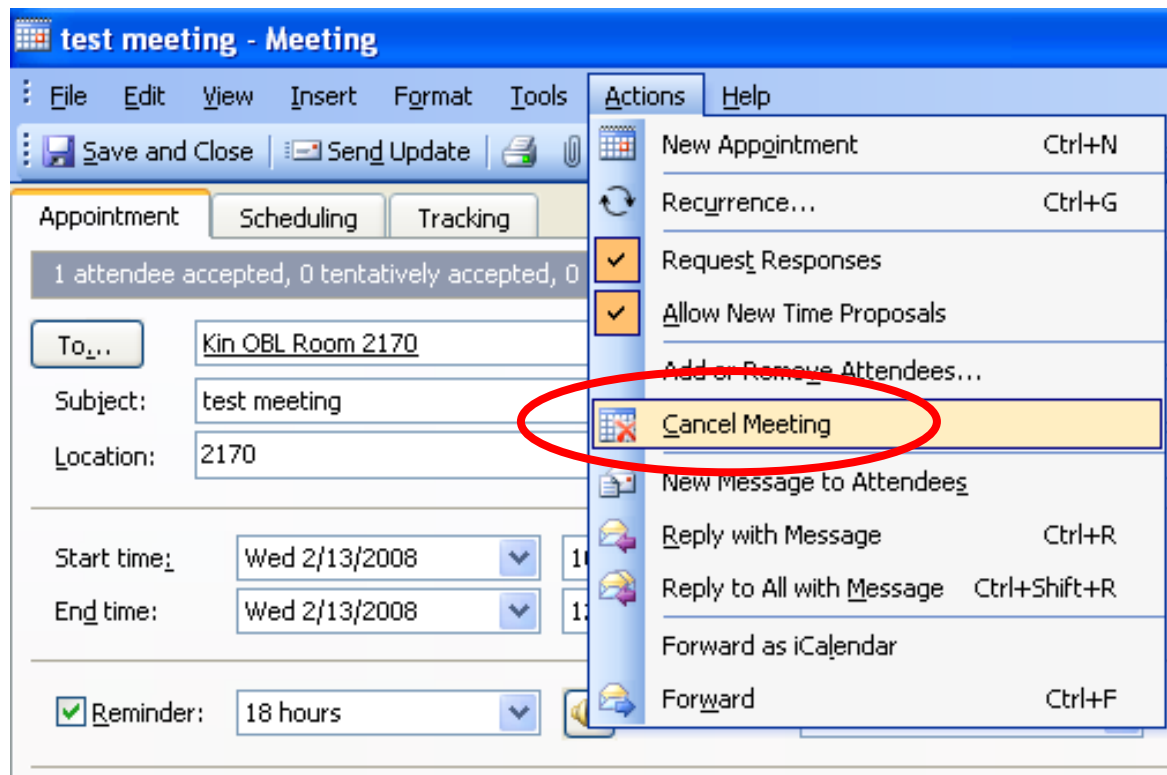 test meeting - Meeting
File Edit View Insert Format Tools Actions Help
Save and Close Send Update
New Appointment Ctrl+N
Recurrence... Ctrl+G
Request Responses
Allow New Time Proposals
Add or Remove Attendees...
Cancel Meeting
New Message to Attendees
Reply with Message Ctrl+R
Reply to All with Message Ctrl+Shift+R
Forward as iCalendar
Forward Ctrl+F
Appointment Scheduling Tracking
1 attendee accepted, 0 tentatively accepted, 0
To... Kin OBL Room 2170
Subject: test meeting
Location: 2170
Start time: Wed 2/13/2008
End time: Wed 2/13/2008
Reminder: 18 hours